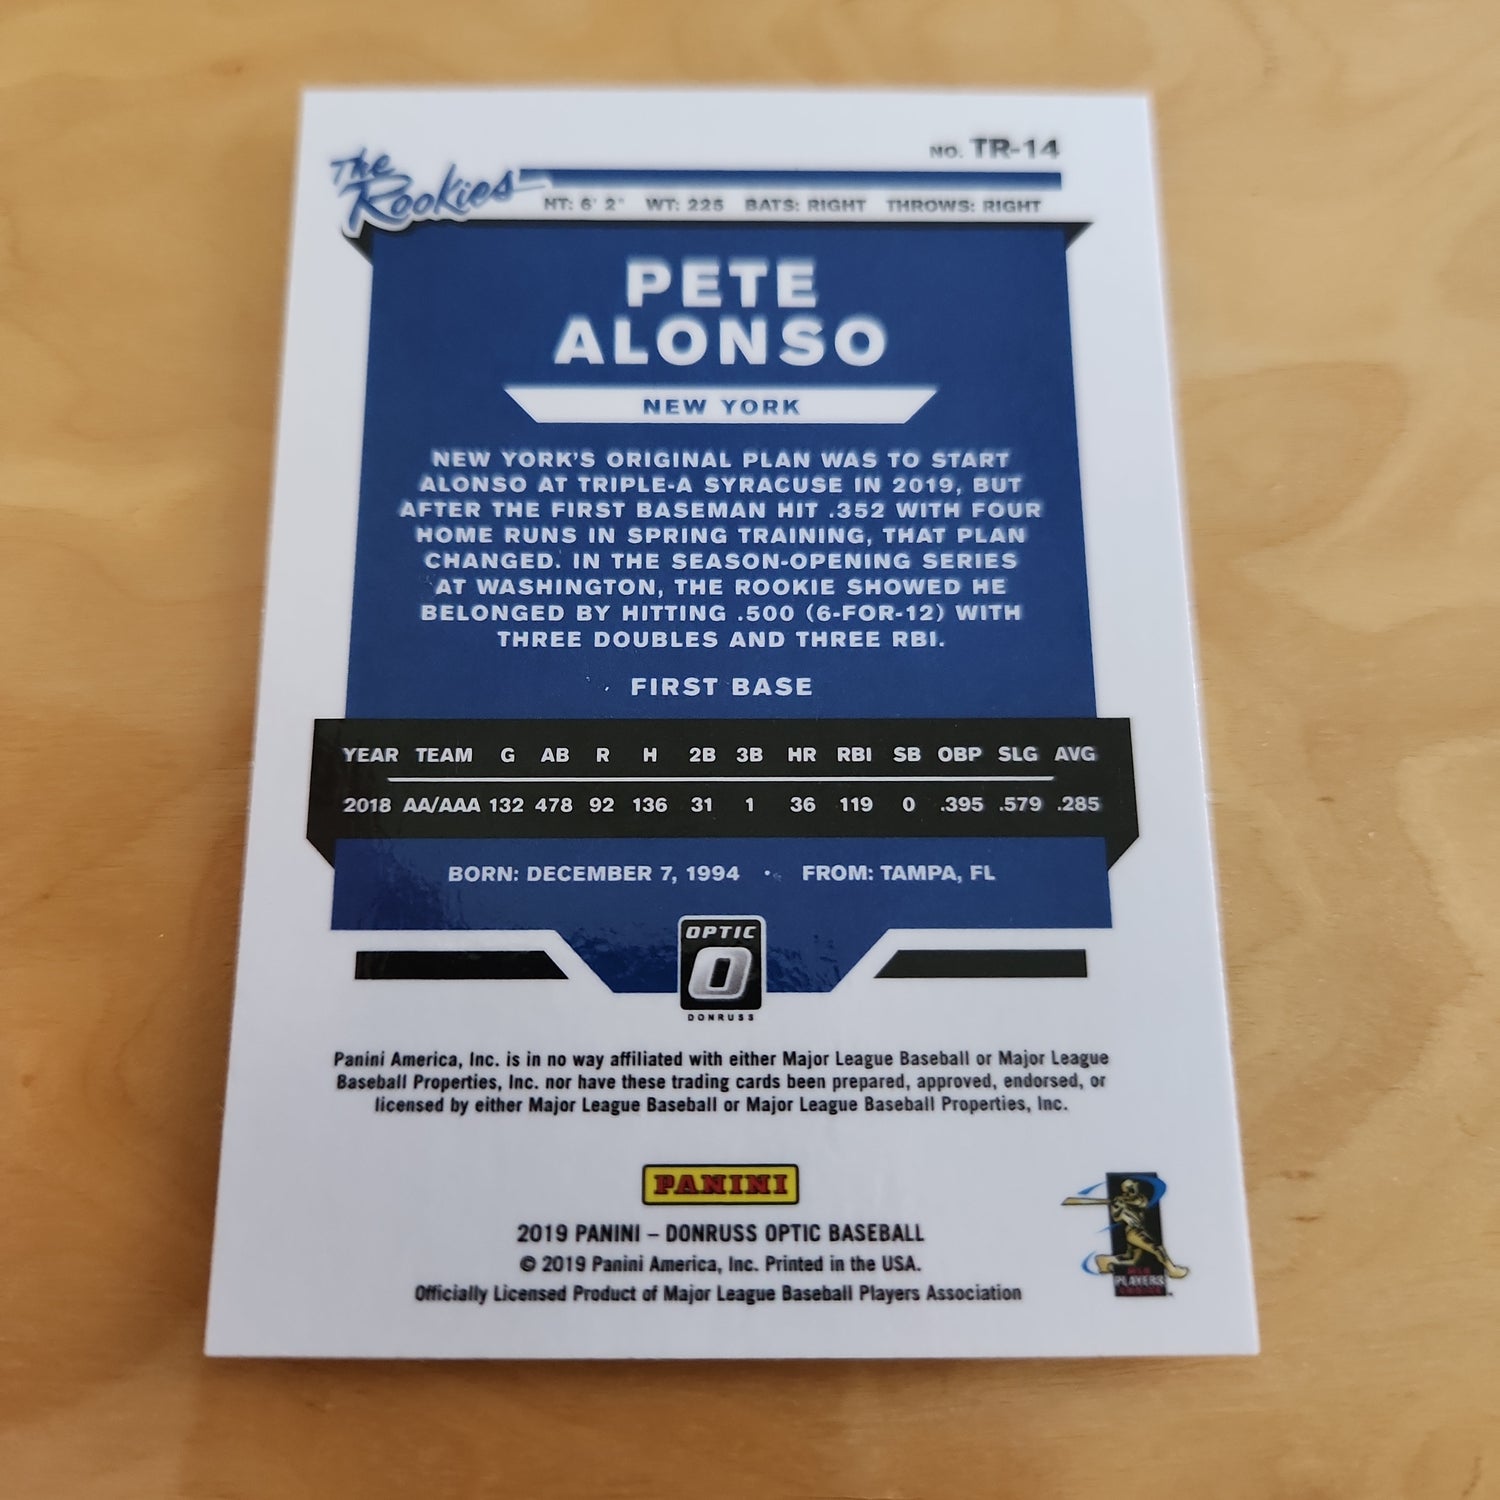 NO. TR-14
The
Rookies
HT: 6' 2" WT: 225 BATS: RIGHT THROWS: RIGHT
PETE
ALONSO
NEW YORK
NEW YORK'S ORIGINAL PLAN WAS TO START
ALONSO AT TRIPLE-A SYRACUSE IN 2019, BUT
AFTER THE FIRST BASEMAN HIT .352 WITH FOUR
HOME RUNS IN SPRING TRAINING, THAT PLAN
CHANGED. IN THE SEASON-OPENING SERIES
AT WASHINGTON, THE ROOKIE SHOWED HE
BELONGED BY HITTING .500 (6-FOR-12) WITH
THREE DOUBLES AND THREE RBI.
FIRST BASE
YEAR TEAM G AB R H 2B 3B HR RBI SB OBP SLG AVG
2018 AA/AAA 132 478 92 136 31 1 36 119 0 .395 .579 .285
BORN: DECEMBER 7, 1994 • FROM: TAMPA, FL
OPTIC
O
DONRUSS
Panini America, Inc. is in no way affiliated with either Major League Baseball or Major League
Baseball Properties, Inc. nor have these trading cards been prepared, approved, endorsed, or
licensed by either Major League Baseball or Major League Baseball Properties, Inc.
PANINI
2019 PANINI – DONRUSS OPTIC BASEBALL
© 2019 Panini America, Inc. Printed in the USA.
Officially Licensed Product of Major League Baseball Players Association
PLAYERS